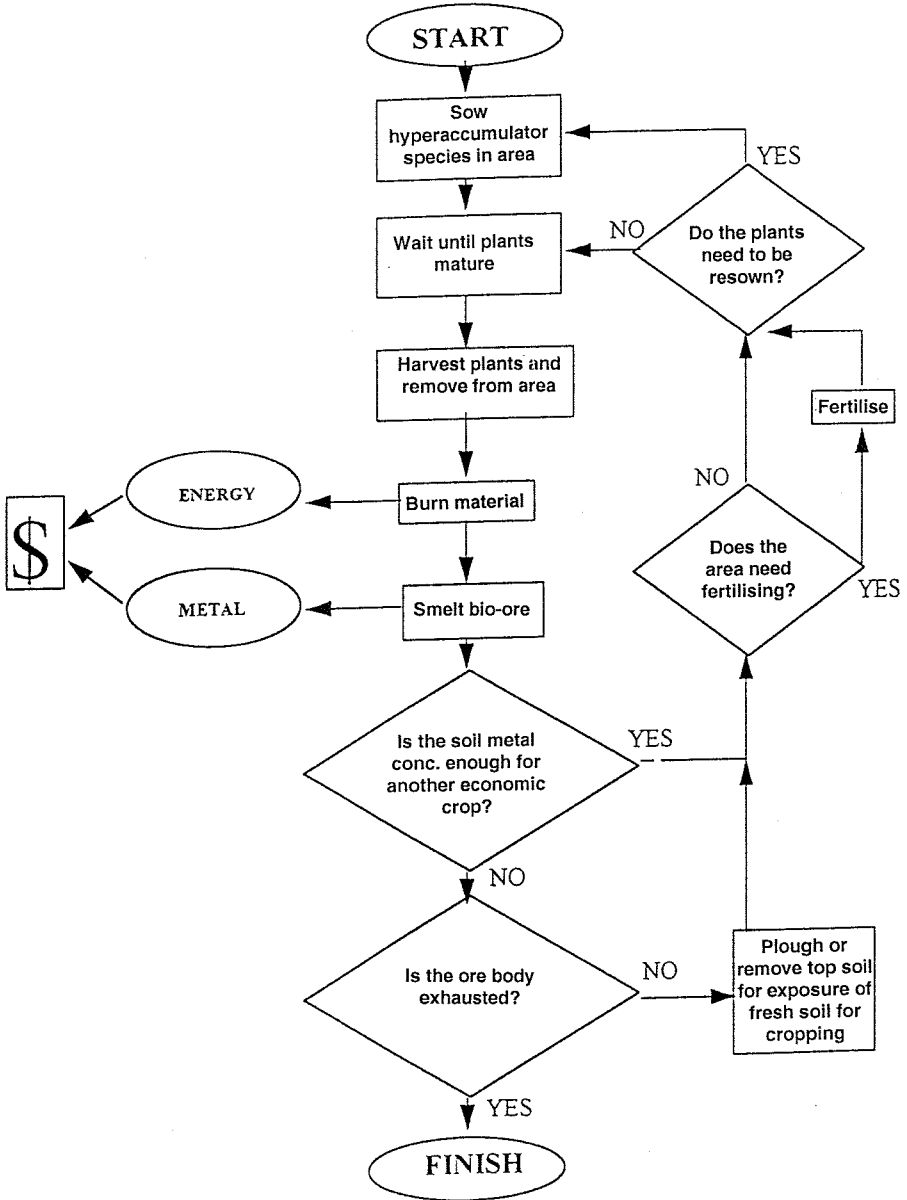 START
Sow
hyperaccumulator
species in area
YES
Do the plants
need to be
resown?
NO
Wait until plants
mature
Harvest plants and
remove from area
Fertilise
ENERGY
Burn material
NO
$
Does the
area need
fertilising?
YES
METAL
Smelt bio-ore
Is the soil metal
conc. enough for
another economic
crop?
YES
NO
Is the ore body
exhausted?
NO
Plough or
remove top soil
for exposure of
fresh soil for
cropping
YES
FINISH